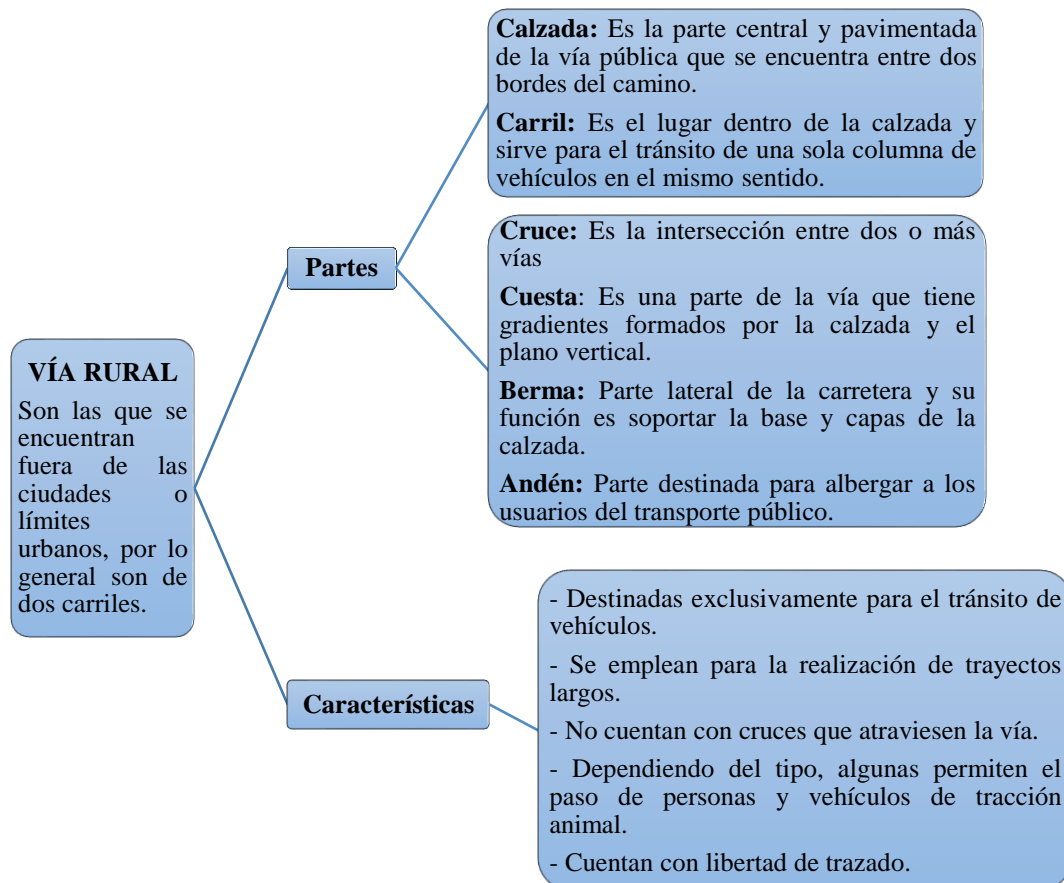 VÍA RURAL
Son las que se
encuentran
fuera de las
ciudades o
límites
urbanos, por lo
general son de
dos carriles.
Partes
Calzada: Es la parte central y pavimentada
de la vía pública que se encuentra entre dos
bordes del camino.
Carril: Es el lugar dentro de la calzada y
sirve para el tránsito de una sola columna de
vehículos en el mismo sentido.
Cruce: Es la intersección entre dos o más
vías
Cuesta: Es una parte de la vía que tiene
gradientes formados por la calzada y el
plano vertical.
Berma: Parte lateral de la carretera y su
función es soportar la base y capas de la
calzada.
Andén: Parte destinada para albergar a los
usuarios del transporte público.
Características
- Destinadas exclusivamente para el tránsito de
vehículos.
- Se emplean para la realización de trayectos
largos.
- No cuentan con cruces que atraviesen la vía.
- Dependiendo del tipo, algunas permiten el
paso de personas y vehículos de tracción
animal.
- Cuentan con libertad de trazado.